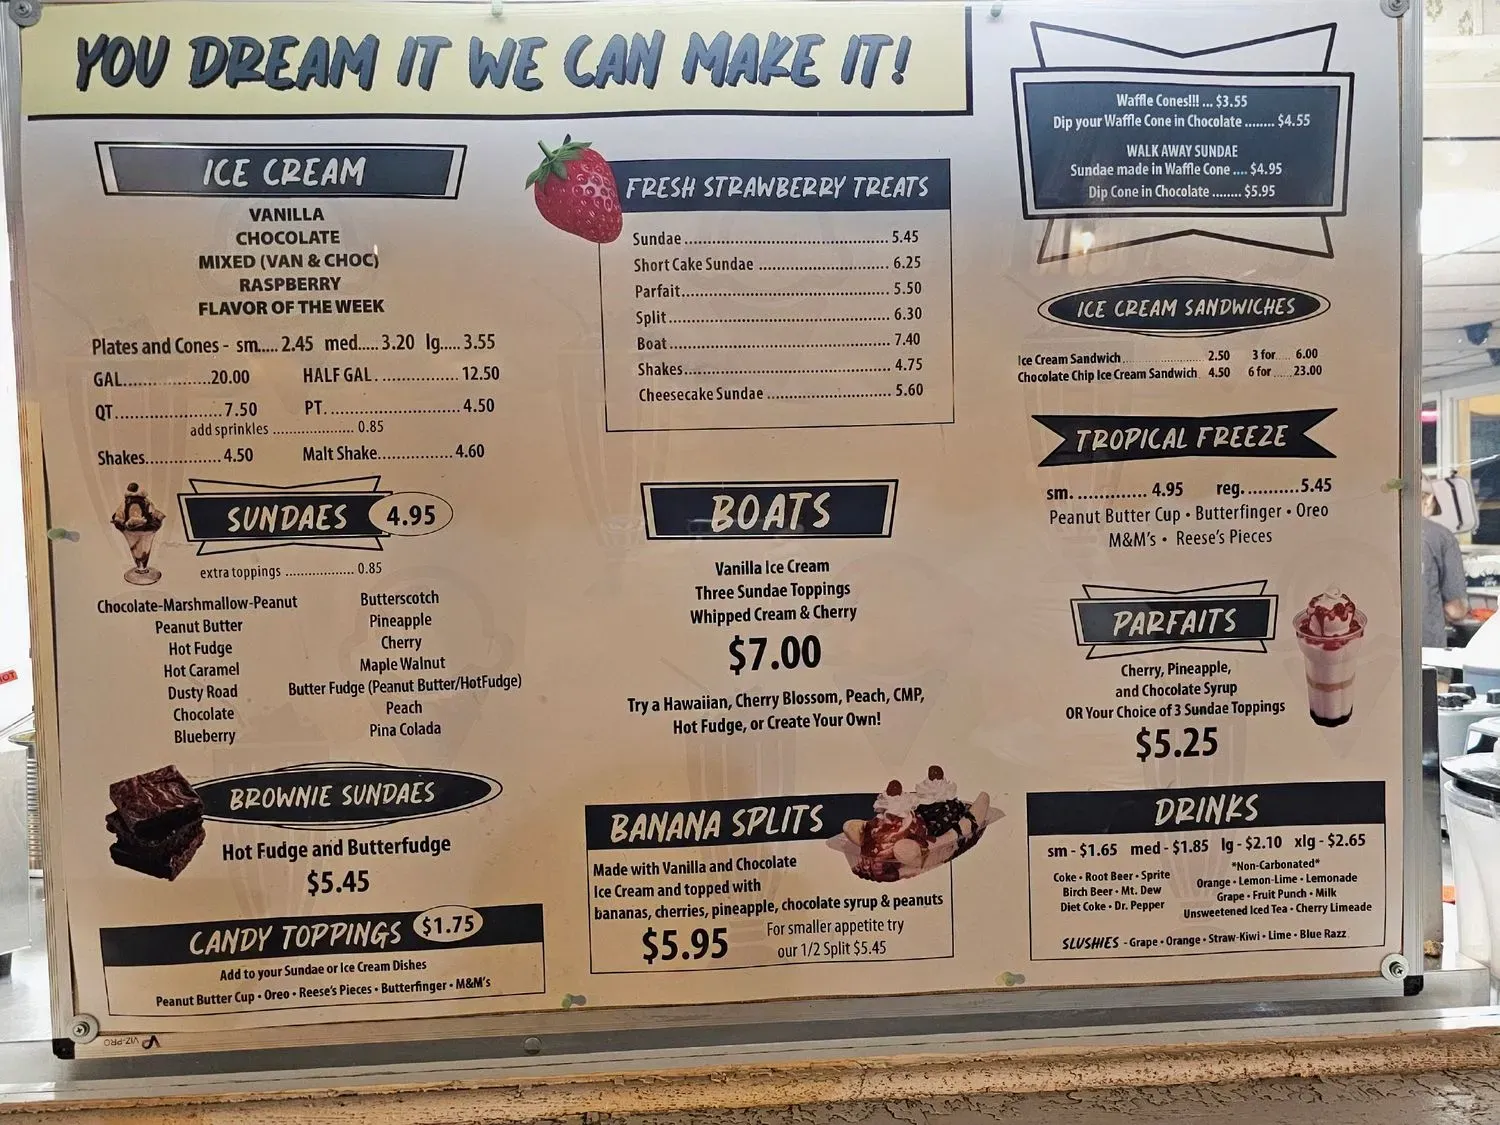 YOU DREAM IT WE CAN MAKE IT!
ICE CREAM
VANILLA
CHOCOLATE
MIXED (VAN & CHOC)
RASPBERRY
FLAVOR OF THE WEEK
Plates and Cones - sm..... 2.45 med..... 3.20 lg..... 3.55
GAL..................20.00 HALF GAL. ................ 12.50
QT......................7.50 PT. ........................... 4.50
add sprinkles .................... 0.85
Shakes...............4.50 Malt Shake................ 4.60
SUNDAES 4.95
extra toppings ................. 0.85
Chocolate-Marshmallow-Peanut
Peanut Butter
Hot Fudge
Hot Caramel
Dusty Road
Chocolate
Blueberry
Butterscotch
Pineapple
Cherry
Maple Walnut
Butter Fudge (Peanut Butter/HotFudge)
Peach
Pina Colada
BROWNIE SUNDAES
Hot Fudge and Butterfudge
$5.45
CANDY TOPPINGS $1.75
Add to your Sundae or Ice Cream Dishes
Peanut Butter Cup • Oreo • Reese's Pieces • Butterfinger • M&M's
VIZ-PRO
FRESH STRAWBERRY TREATS
Sundae................................................ 5.45
Short Cake Sundae ............................... 6.25
Parfait................................................. 5.50
Split.................................................... 6.30
Boat.................................................... 7.40
Shakes................................................. 4.75
Cheesecake Sundae ............................. 5.60
BOATS
Vanilla Ice Cream
Three Sundae Toppings
Whipped Cream & Cherry
$7.00
Try a Hawaiian, Cherry Blossom, Peach, CMP,
Hot Fudge, or Create Your Own!
BANANA SPLITS
Made with Vanilla and Chocolate
Ice Cream and topped with
bananas, cherries, pineapple, chocolate syrup & peanuts
$5.95
For smaller appetite try
our 1/2 Split $5.45
Waffle Cones!!! ... $3.55
Dip your Waffle Cone in Chocolate ........ $4.55
WALK AWAY SUNDAE
Sundae made in Waffle Cone .... $4.95
Dip Cone in Chocolate ........ $5.95
ICE CREAM SANDWICHES
Ice Cream Sandwich........................ 2.50 3 for..... 6.00
Chocolate Chip Ice Cream Sandwich 4.50 6 for ...... 23.00
TROPICAL FREEZE
sm. ............. 4.95 reg. ..........5.45
Peanut Butter Cup • Butterfinger • Oreo
M&M's • Reese's Pieces
PARFAITS
Cherry, Pineapple,
and Chocolate Syrup
OR Your Choice of 3 Sundae Toppings
$5.25
DRINKS
sm - $1.65 med - $1.85 lg - $2.10 xlg - $2.65
Coke • Root Beer • Sprite
Birch Beer • Mt. Dew
Diet Coke • Dr. Pepper
*Non-Carbonated*
Orange • Lemon-Lime • Lemonade
Grape • Fruit Punch • Milk
Unsweetened Iced Tea • Cherry Limeade
SLUSHIES - Grape • Orange • Straw-Kiwi • Lime • Blue Razz